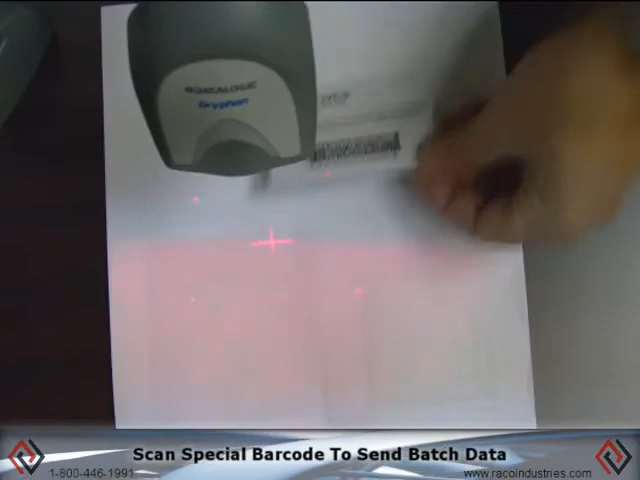 DATALOGIC
Gryphon
Scan Special Barcode To Send Batch Data
1-800-446-1991
www.racoindustries.com